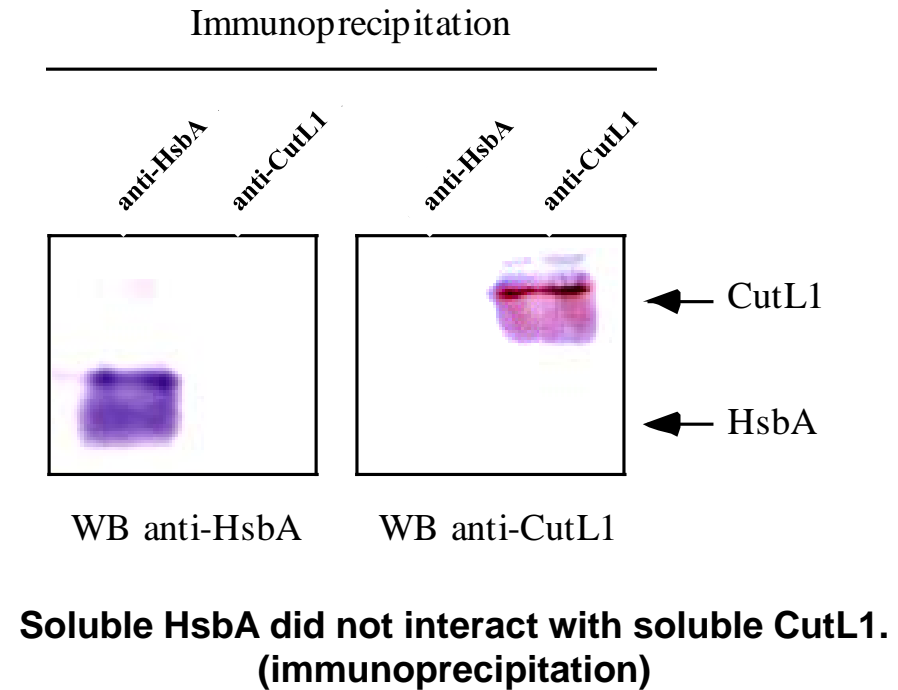 Immunoprecipitation
anti-HsbA
anti-CutL1
anti-HsbA
anti-CutL1
CutL1
HsbA
WB anti-HsbA
WB anti-CutL1
Soluble HsbA did not interact with soluble CutL1.
(immunoprecipitation)